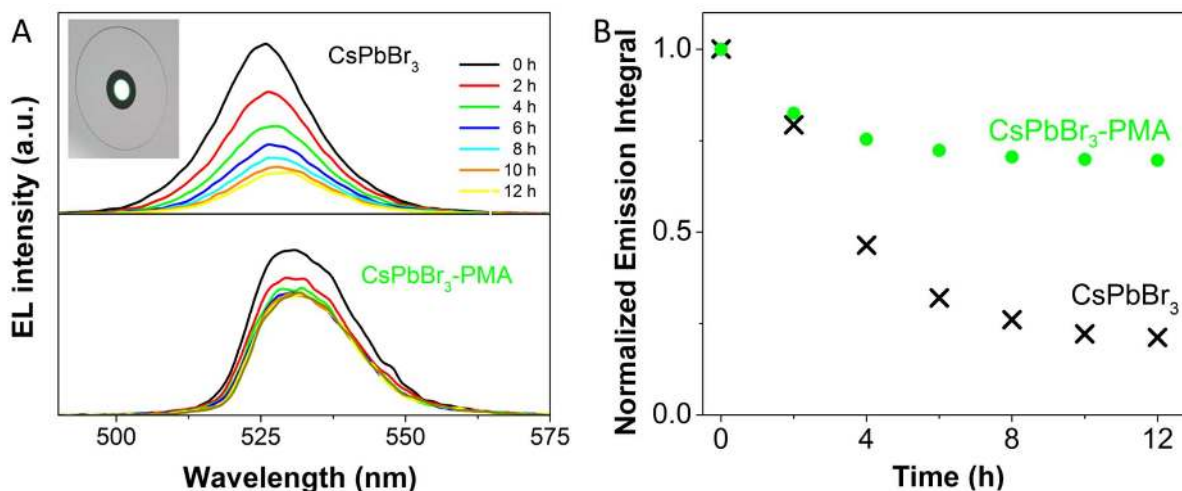 A
CsPbBr₃
0 h
2 h
4 h
6 h
8 h
10 h
12 h
CsPbBr₃-PMA
EL intensity (a.u.)
500 525 550 575
Wavelength (nm)
B
1.0
0.5
0.0
CsPbBr₃-PMA
CsPbBr₃
Normalized Emission Integral
0 4 8 12
Time (h)